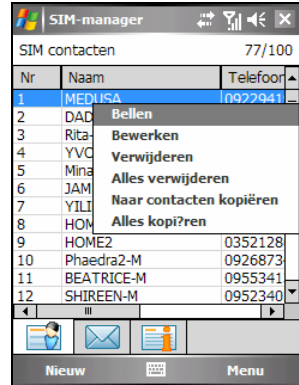 SIM-manager
SIM contacten 77/100
Nr Naam Telefoor
1 MEDUSA 0922941
2 DAD
3 Rita-
4 YVO
5 Mina
6 JAM
7 YILI
8 HOM
9 HOME2 0352128
10 Phaedra2-M 0926873
11 BEATRICE-M 0955341
12 SHIREEN-M 0952340
Bellen
Bewerken
Verwijderen
Alles verwijderen
Naar contacten kopiëren
Alles kopi?ren
Nieuw Menu